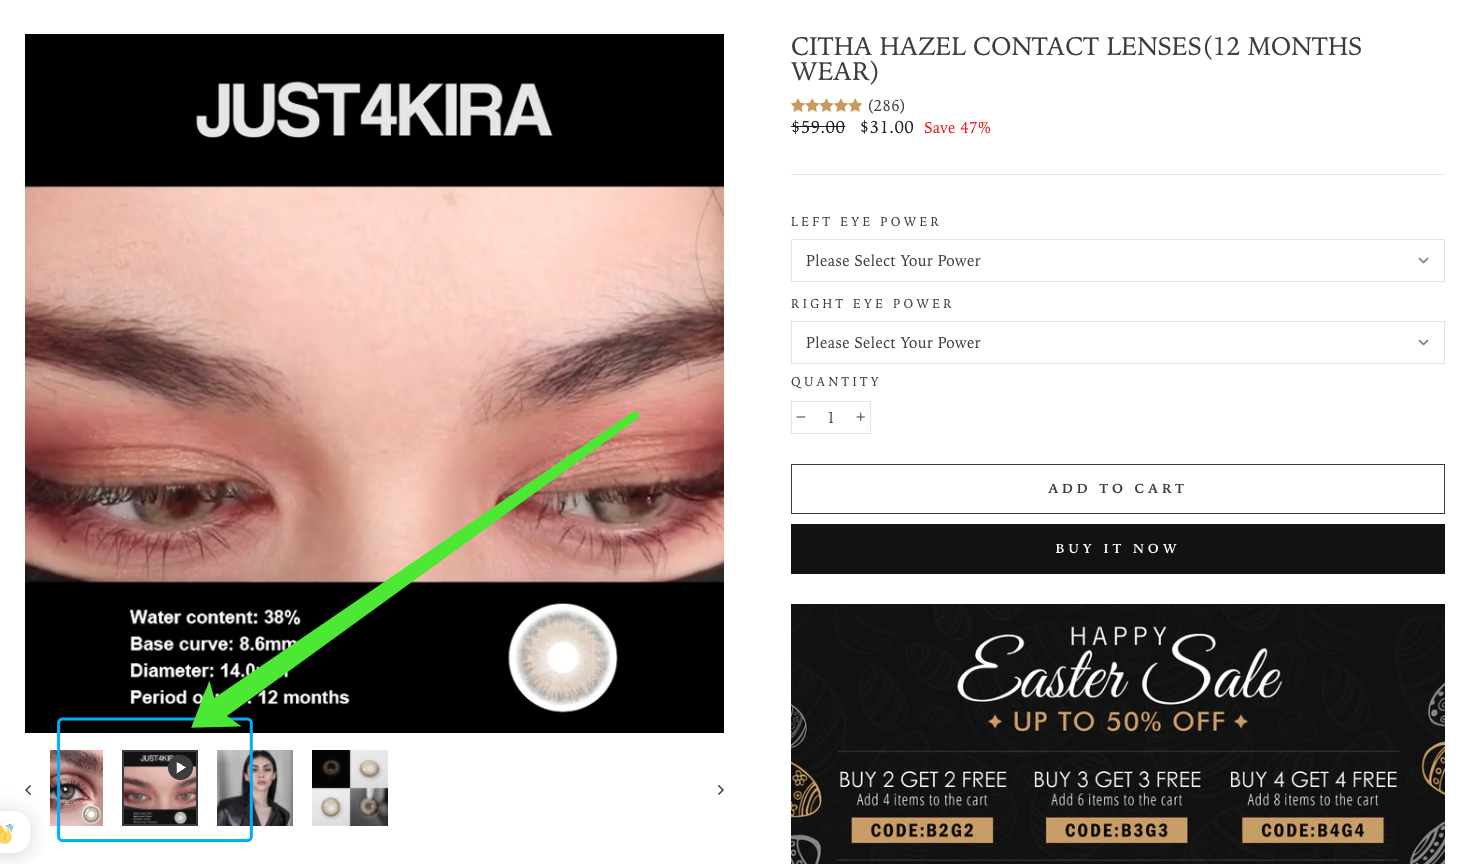 JUST4KIRA
Water content: 38%
Base curve: 8.6mm
Diameter: 14.0
Period 12 months
JUST4KI
CITHA HAZEL CONTACT LENSES(12 MONTHS
WEAR)
(286)
$59.00 $31.00 Save 47%
LEFT EYE POWER
Please Select Your Power
RIGHT EYE POWER
Please Select Your Power
QUANTITY
− 1 +
ADD TO CART
BUY IT NOW
HAPPY
Easter Sale
UP TO 50% OFF
BUY 2 GET 2 FREE BUY 3 GET 3 FREE BUY 4 GET 4 FREE
Add 4 items to the cart Add 6 items to the cart Add 8 items to the cart
CODE:B2G2 CODE:B3G3 CODE:B4G4